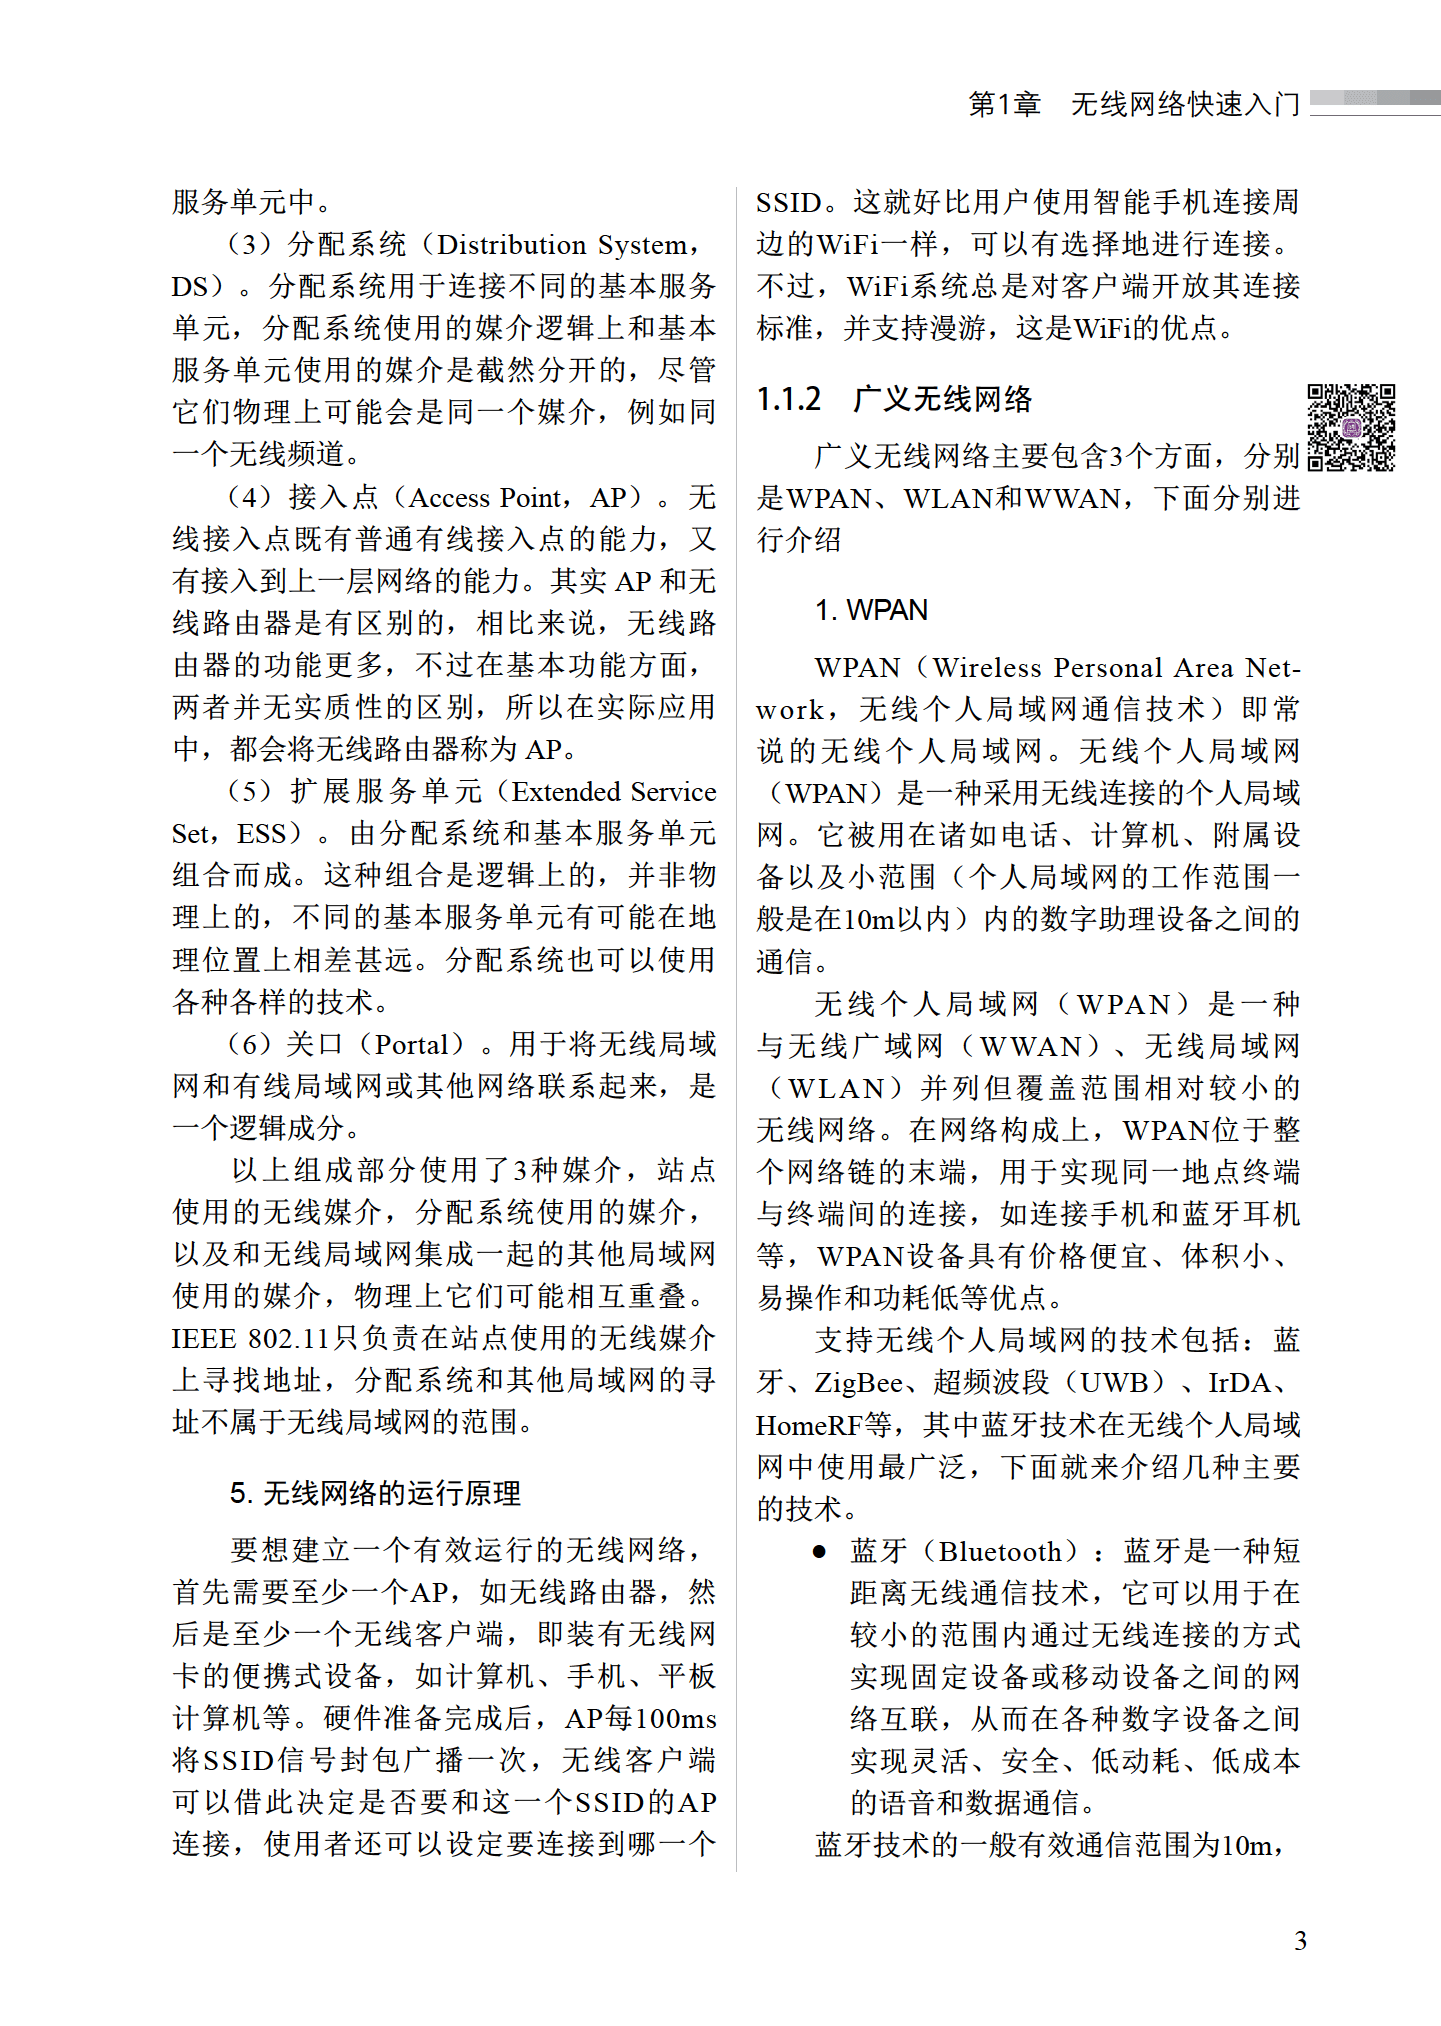 第1章　无线网络快速入门
服务单元中。
（3）分配系统（Distribution System，
DS）。分配系统用于连接不同的基本服务
单元，分配系统使用的媒介逻辑上和基本
服务单元使用的媒介是截然分开的，尽管
它们物理上可能会是同一个媒介，例如同
一个无线频道。
（4）接入点（Access Point，AP）。无
线接入点既有普通有线接入点的能力，又
有接入到上一层网络的能力。其实 AP 和无
线路由器是有区别的，相比来说，无线路
由器的功能更多，不过在基本功能方面，
两者并无实质性的区别，所以在实际应用
中，都会将无线路由器称为 AP。
（5）扩展服务单元（Extended Service
Set，ESS）。由分配系统和基本服务单元
组合而成。这种组合是逻辑上的，并非物
理上的，不同的基本服务单元有可能在地
理位置上相差甚远。分配系统也可以使用
各种各样的技术。
（6）关口（Portal）。用于将无线局域
网和有线局域网或其他网络联系起来，是
一个逻辑成分。
以上组成部分使用了3种媒介，站点
使用的无线媒介，分配系统使用的媒介，
以及和无线局域网集成一起的其他局域网
使用的媒介，物理上它们可能相互重叠。
IEEE 802.11只负责在站点使用的无线媒介
上寻找地址，分配系统和其他局域网的寻
址不属于无线局域网的范围。
5. 无线网络的运行原理
要想建立一个有效运行的无线网络，
首先需要至少一个AP，如无线路由器，然
后是至少一个无线客户端，即装有无线网
卡的便携式设备，如计算机、手机、平板
计算机等。硬件准备完成后，AP每100ms
将SSID信号封包广播一次，无线客户端
可以借此决定是否要和这一个SSID的AP
连接，使用者还可以设定要连接到哪一个
SSID。这就好比用户使用智能手机连接周
边的WiFi一样，可以有选择地进行连接。
不过，WiFi系统总是对客户端开放其连接
标准，并支持漫游，这是WiFi的优点。
1.1.2　广义无线网络
广义无线网络主要包含3个方面，分别
是WPAN、WLAN和WWAN，下面分别进
行介绍
1. WPAN
WPAN（Wireless Personal Area Net-
work，无线个人局域网通信技术）即常
说的无线个人局域网。无线个人局域网
（WPAN）是一种采用无线连接的个人局域
网。它被用在诸如电话、计算机、附属设
备以及小范围（个人局域网的工作范围一
般是在10m以内）内的数字助理设备之间的
通信。
无线个人局域网（WPAN）是一种
与无线广域网（WWAN）、无线局域网
（WLAN）并列但覆盖范围相对较小的
无线网络。在网络构成上，WPAN位于整
个网络链的末端，用于实现同一地点终端
与终端间的连接，如连接手机和蓝牙耳机
等，WPAN设备具有价格便宜、体积小、
易操作和功耗低等优点。
支持无线个人局域网的技术包括：蓝
牙、ZigBee、超频波段（UWB）、IrDA、
HomeRF等，其中蓝牙技术在无线个人局域
网中使用最广泛，下面就来介绍几种主要
的技术。
● 蓝牙（Bluetooth）：蓝牙是一种短
距离无线通信技术，它可以用于在
较小的范围内通过无线连接的方式
实现固定设备或移动设备之间的网
络互联，从而在各种数字设备之间
实现灵活、安全、低动耗、低成本
的语音和数据通信。
蓝牙技术的一般有效通信范围为10m，
3